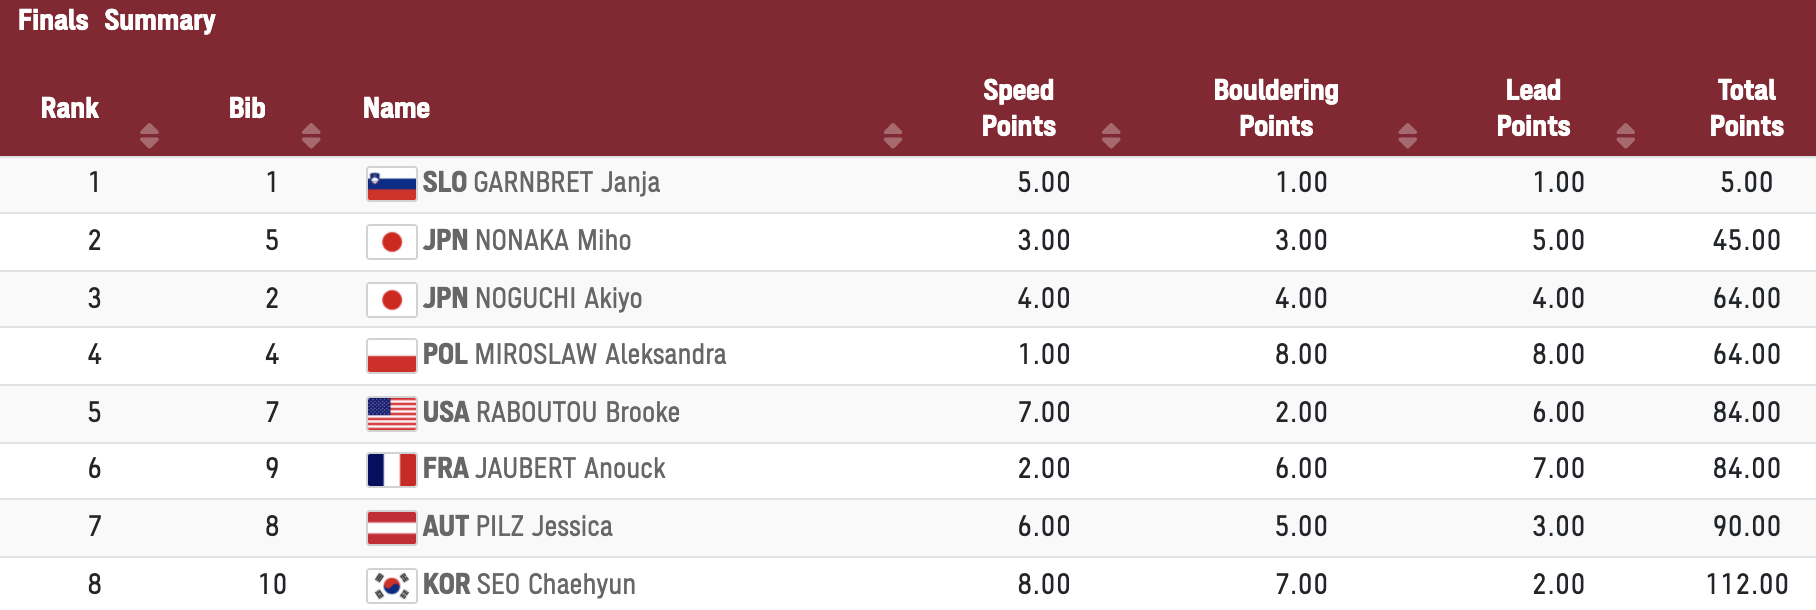 Finals Summary
Rank Bib Name Speed Points Bouldering Points Lead Points Total Points
1 1 SLO GARNBRET Janja 5.00 1.00 1.00 5.00
2 5 JPN NONAKA Miho 3.00 3.00 5.00 45.00
3 2 JPN NOGUCHI Akiyo 4.00 4.00 4.00 64.00
4 4 POL MIROSLAW Aleksandra 1.00 8.00 8.00 64.00
5 7 USA RABOUTOU Brooke 7.00 2.00 6.00 84.00
6 9 FRA JAUBERT Anouck 2.00 6.00 7.00 84.00
7 8 AUT PILZ Jessica 6.00 5.00 3.00 90.00
8 10 KOR SEO Chaehyun 8.00 7.00 2.00 112.00